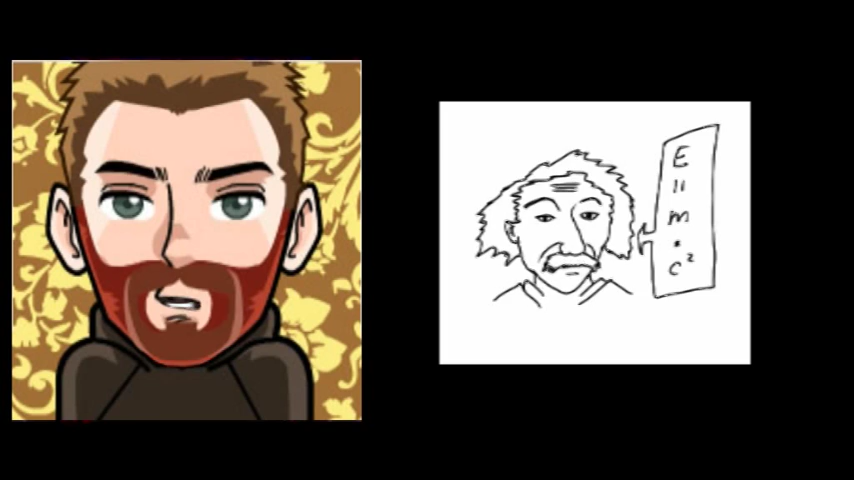 E
=
m
·
c²